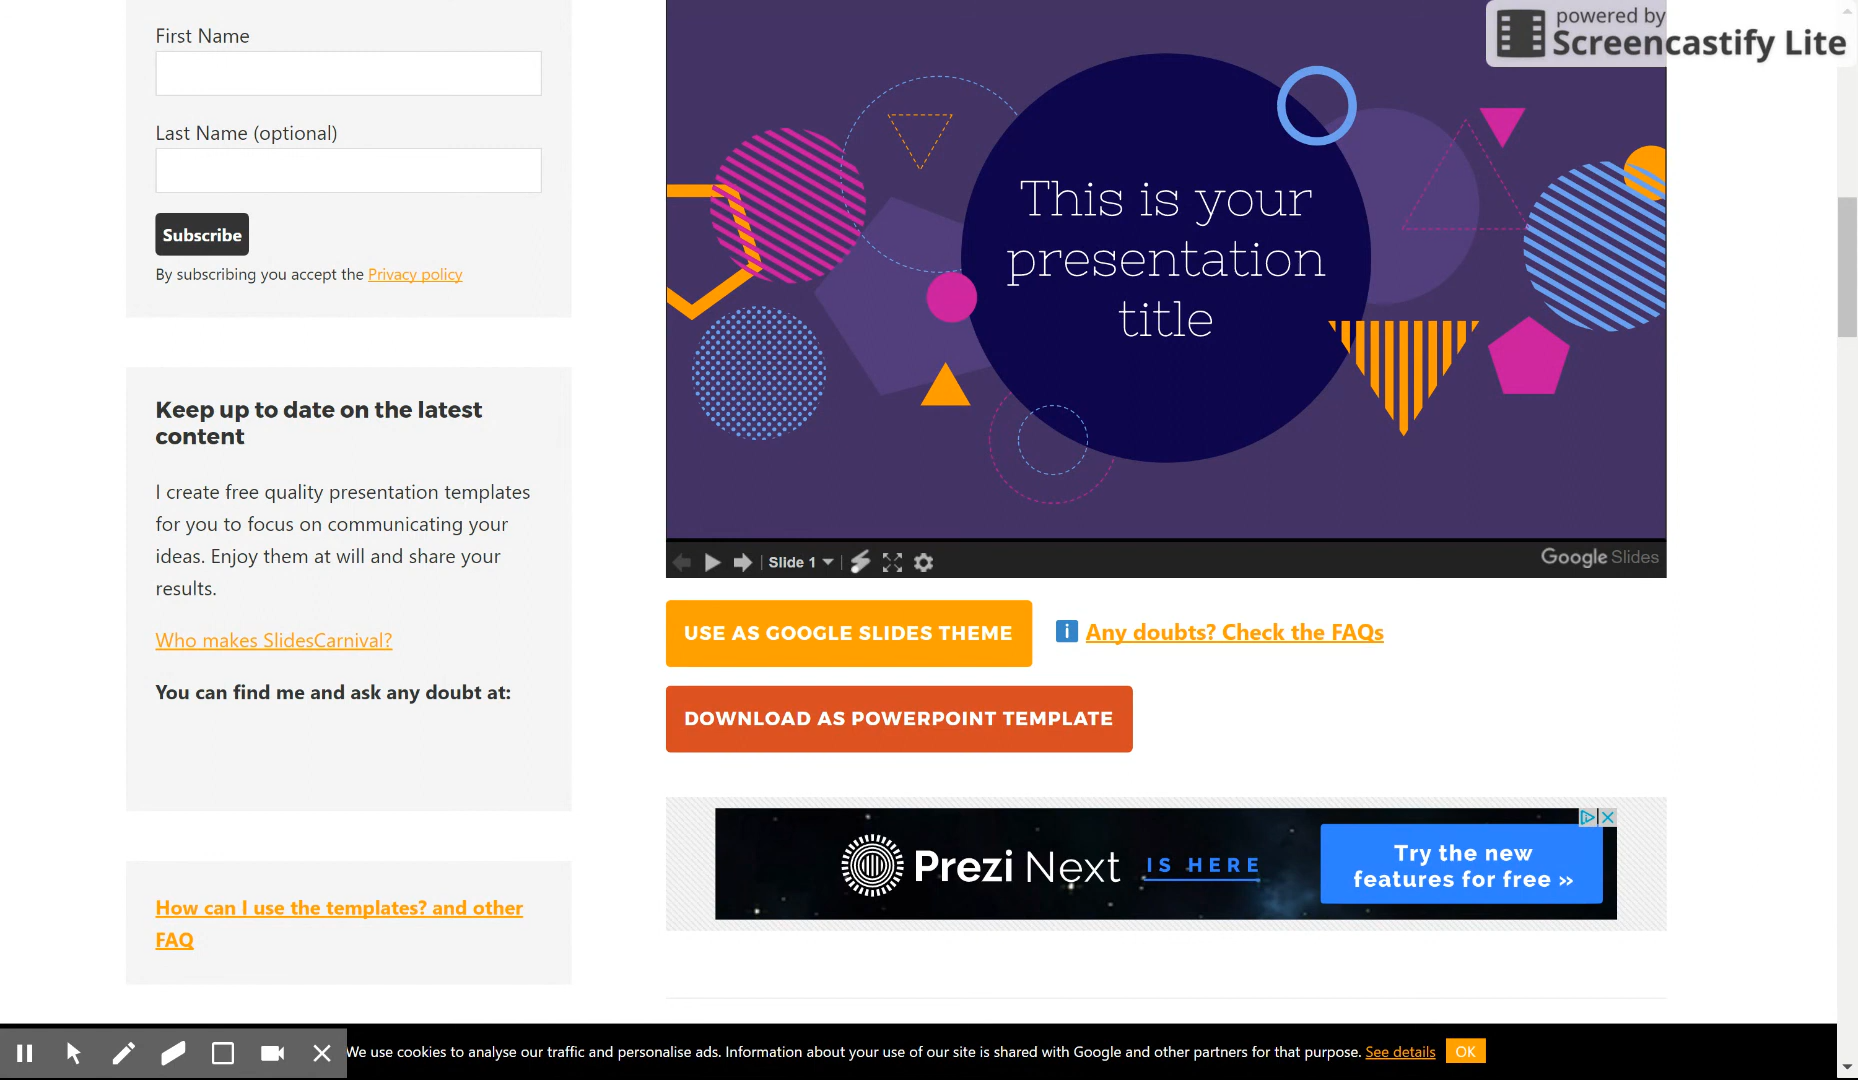 First Name
Last Name (optional)
Subscribe
By subscribing you accept the Privacy policy
Keep up to date on the latest
content
I create free quality presentation templates
for you to focus on communicating your
ideas. Enjoy them at will and share your
results.
Who makes SlidesCarnival?
You can find me and ask any doubt at:
How can I use the templates? and other
FAQ
powered by
Screencastify Lite
This is your
presentation
title
Slide 1
Google Slides
USE AS GOOGLE SLIDES THEME
i Any doubts? Check the FAQs
DOWNLOAD AS POWERPOINT TEMPLATE
Prezi Next IS HERE
Try the new
features for free »
We use cookies to analyse our traffic and personalise ads. Information about your use of our site is shared with Google and other partners for that purpose. See details OK